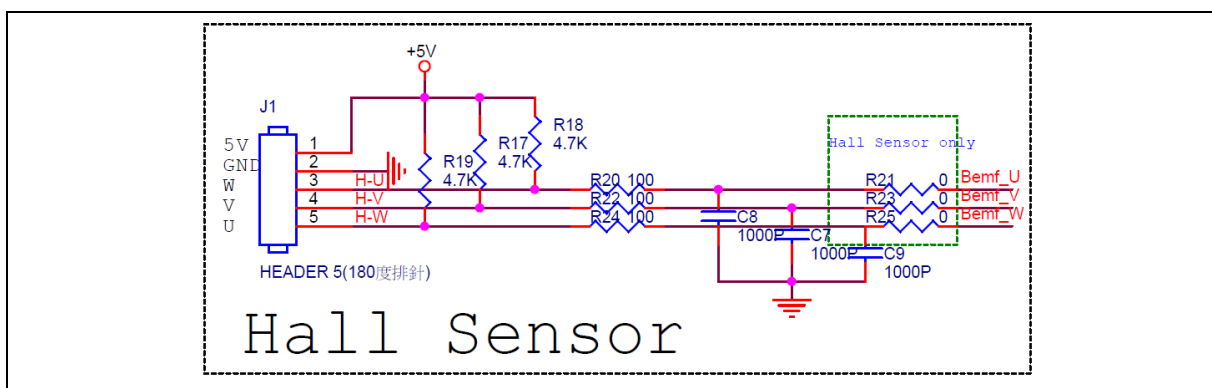 +5V
J1
5V 1
GND 2
W 3 H-U
V 4 H-V
U 5 H-W
HEADER 5(180度排針)
R18
4.7K
R17
4.7K
R19
4.7K
R20 100
R22 100
R24 100
C8
1000P
C7
1000P
C9
1000P
Hall Sensor only
R21 0 Bemf_U
R23 0 Bemf_V
R25 0 Bemf_W
Hall Sensor